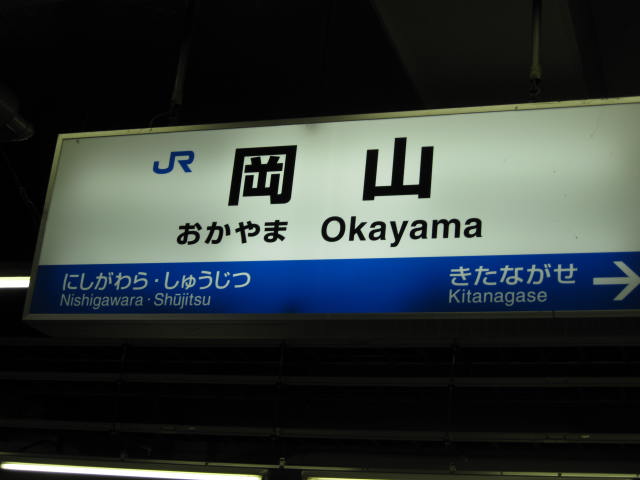 JR 岡山
おかやま Okayama
にしがわら・しゅうじつ きたながせ
Nishigawara・Shūjitsu Kitanagase